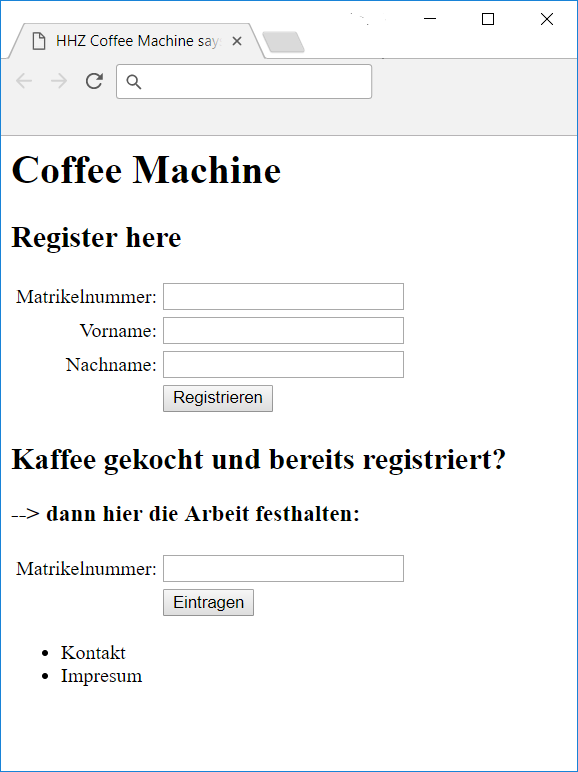 HHZ Coffee Machine say
Coffee Machine
Register here
Matrikelnummer:
Vorname:
Nachname:
Registrieren
Kaffee gekocht und bereits registriert?
--> dann hier die Arbeit festhalten:
Matrikelnummer:
Eintragen
Kontakt
Impresum